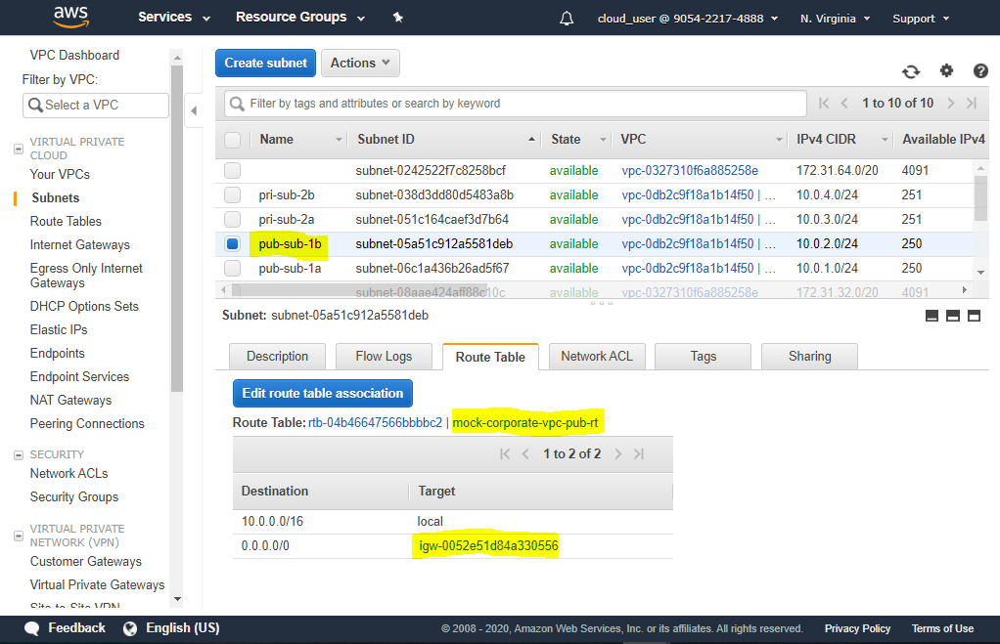 aws Services Resource Groups cloud_user @ 9054-2217-4888 N. Virginia Support
VPC Dashboard
Filter by VPC:
Select a VPC
VIRTUAL PRIVATE
CLOUD
Your VPCs
Subnets
Route Tables
Internet Gateways
Egress Only Internet
Gateways
DHCP Options Sets
Elastic IPs
Endpoints
Endpoint Services
NAT Gateways
Peering Connections
SECURITY
Network ACLs
Security Groups
VIRTUAL PRIVATE
NETWORK (VPN)
Customer Gateways
Virtual Private Gateways
Site-to-Site VPN
Create subnet Actions
Filter by tags and attributes or search by keyword 1 to 10 of 10
Name Subnet ID State VPC IPv4 CIDR Available IPv4
subnet-0242522f7c8258bcf available vpc-0327310f6a885258e 172.31.64.0/20 4091
pri-sub-2b subnet-038d3dd80d5483a8b available vpc-0db2c9f18a1b14f50 | ... 10.0.4.0/24 251
pri-sub-2a subnet-051c164caef3d7b64 available vpc-0db2c9f18a1b14f50 | ... 10.0.3.0/24 251
pub-sub-1b subnet-05a51c912a5581deb available vpc-0db2c9f18a1b14f50 | ... 10.0.2.0/24 250
pub-sub-1a subnet-06c1a436b26ad5f67 available vpc-0db2c9f18a1b14f50 | ... 10.0.1.0/24 250
subnet-08aae424aff88c10c available vpc-0327310f6a885258e 172.31.32.0/20 4091
Subnet: subnet-05a51c912a5581deb
Description Flow Logs Route Table Network ACL Tags Sharing
Edit route table association
Route Table: rtb-04b46647566bbbbc2 | mock-corporate-vpc-pub-rt
1 to 2 of 2
Destination Target
10.0.0.0/16 local
0.0.0.0/0 igw-0052e51d84a330556
Feedback English (US) © 2008 - 2020, Amazon Web Services, Inc. or its affiliates. All rights reserved. Privacy Policy Terms of Use